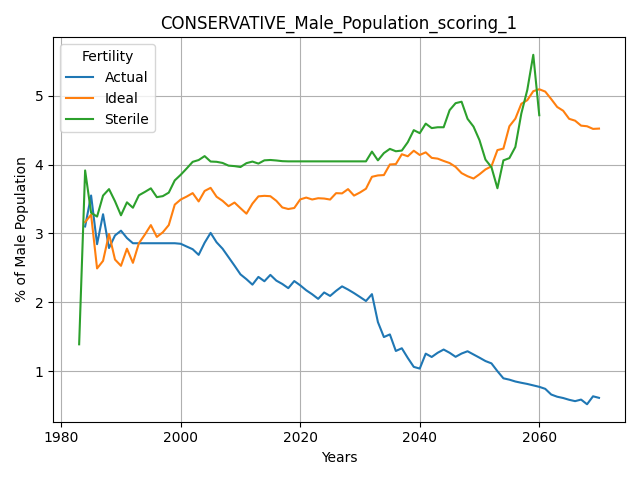 CONSERVATIVE_Male_Population_scoring_1
Fertility
Actual
Ideal
Sterile
% of Male Population
5
4
3
2
1
1980 2000 2020 2040 2060
Years